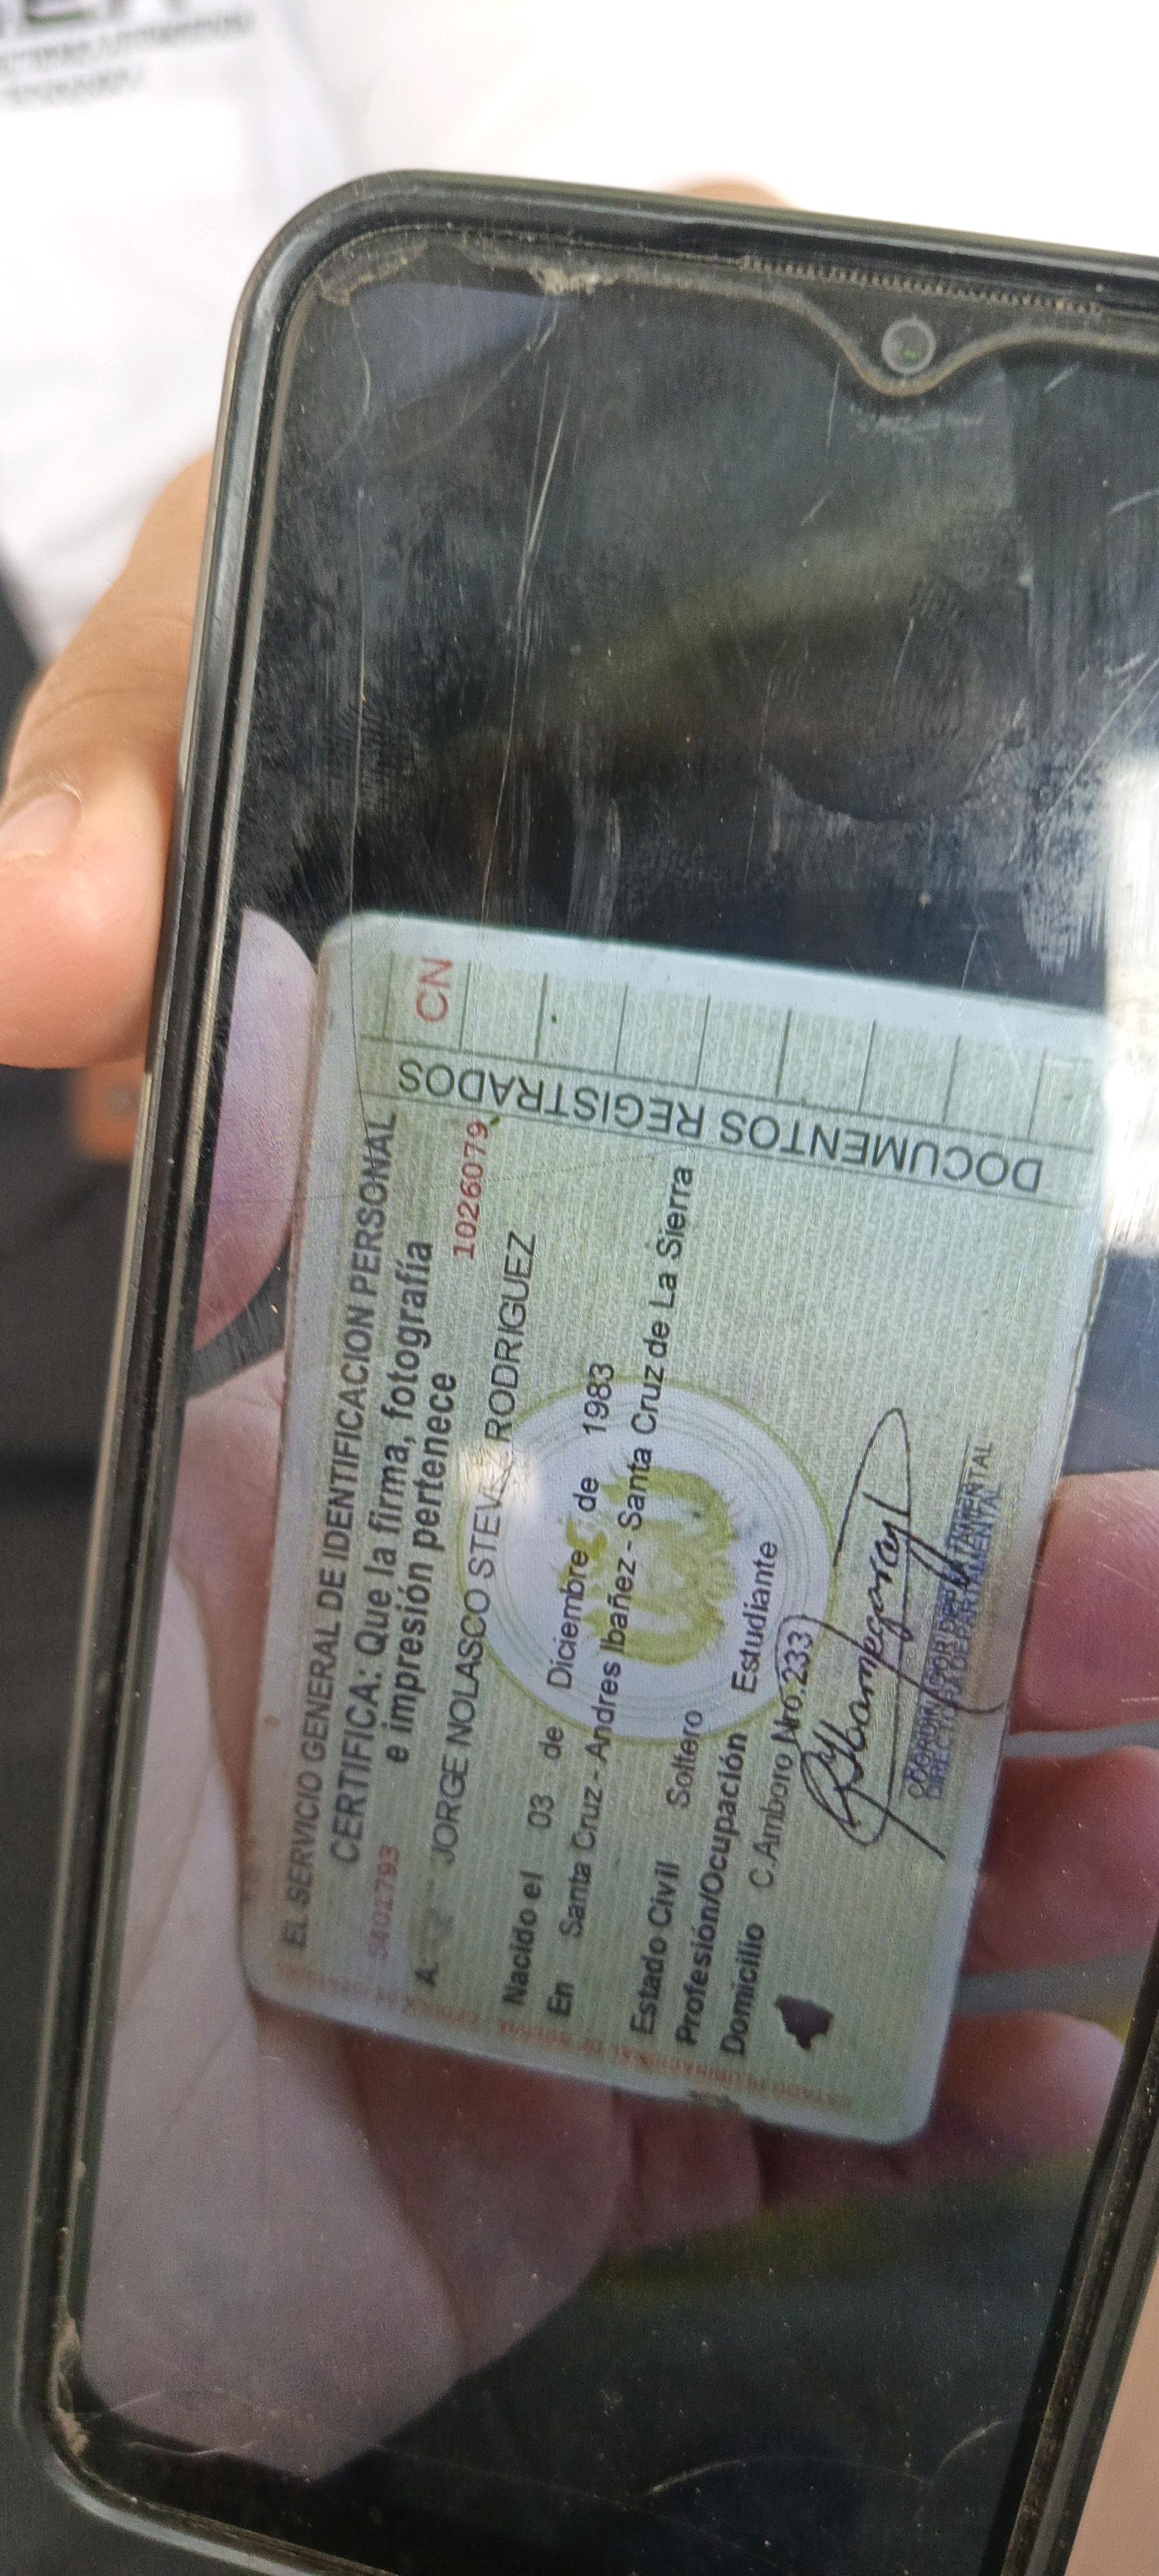 EL SERVICIO GENERAL DE IDENTIFICACION PERSONAL
CERTIFICA: Que la firma, fotografía
e impresión pertenece
1026079
A: JORGE NOLASCO RODRIGUEZ
Nacido el 03 de Diciembre de 1983
En Santa Cruz - Andres Ibañez - Santa Cruz de La Sierra
Estado Civil Soltero
Profesión/Ocupación Estudiante
Domicilio C.Amboro Nro.233
DOCUMENTOS REGISTRADOS
CN